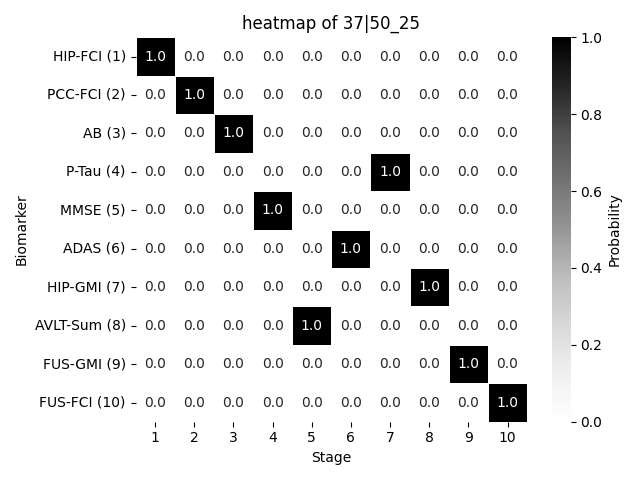 heatmap of 37|50_25
HIP-FCI (1) 1.0 0.0 0.0 0.0 0.0 0.0 0.0 0.0 0.0 0.0
PCC-FCI (2) 0.0 1.0 0.0 0.0 0.0 0.0 0.0 0.0 0.0 0.0
AB (3) 0.0 0.0 1.0 0.0 0.0 0.0 0.0 0.0 0.0 0.0
P-Tau (4) 0.0 0.0 0.0 0.0 0.0 0.0 1.0 0.0 0.0 0.0
MMSE (5) 0.0 0.0 0.0 1.0 0.0 0.0 0.0 0.0 0.0 0.0
ADAS (6) 0.0 0.0 0.0 0.0 0.0 1.0 0.0 0.0 0.0 0.0
HIP-GMI (7) 0.0 0.0 0.0 0.0 0.0 0.0 0.0 1.0 0.0 0.0
AVLT-Sum (8) 0.0 0.0 0.0 0.0 1.0 0.0 0.0 0.0 0.0 0.0
FUS-GMI (9) 0.0 0.0 0.0 0.0 0.0 0.0 0.0 0.0 1.0 0.0
FUS-FCI (10) 0.0 0.0 0.0 0.0 0.0 0.0 0.0 0.0 0.0 1.0
1 2 3 4 5 6 7 8 9 10
Stage
Biomarker
1.0
0.8
0.6
0.4
0.2
0.0
Probability